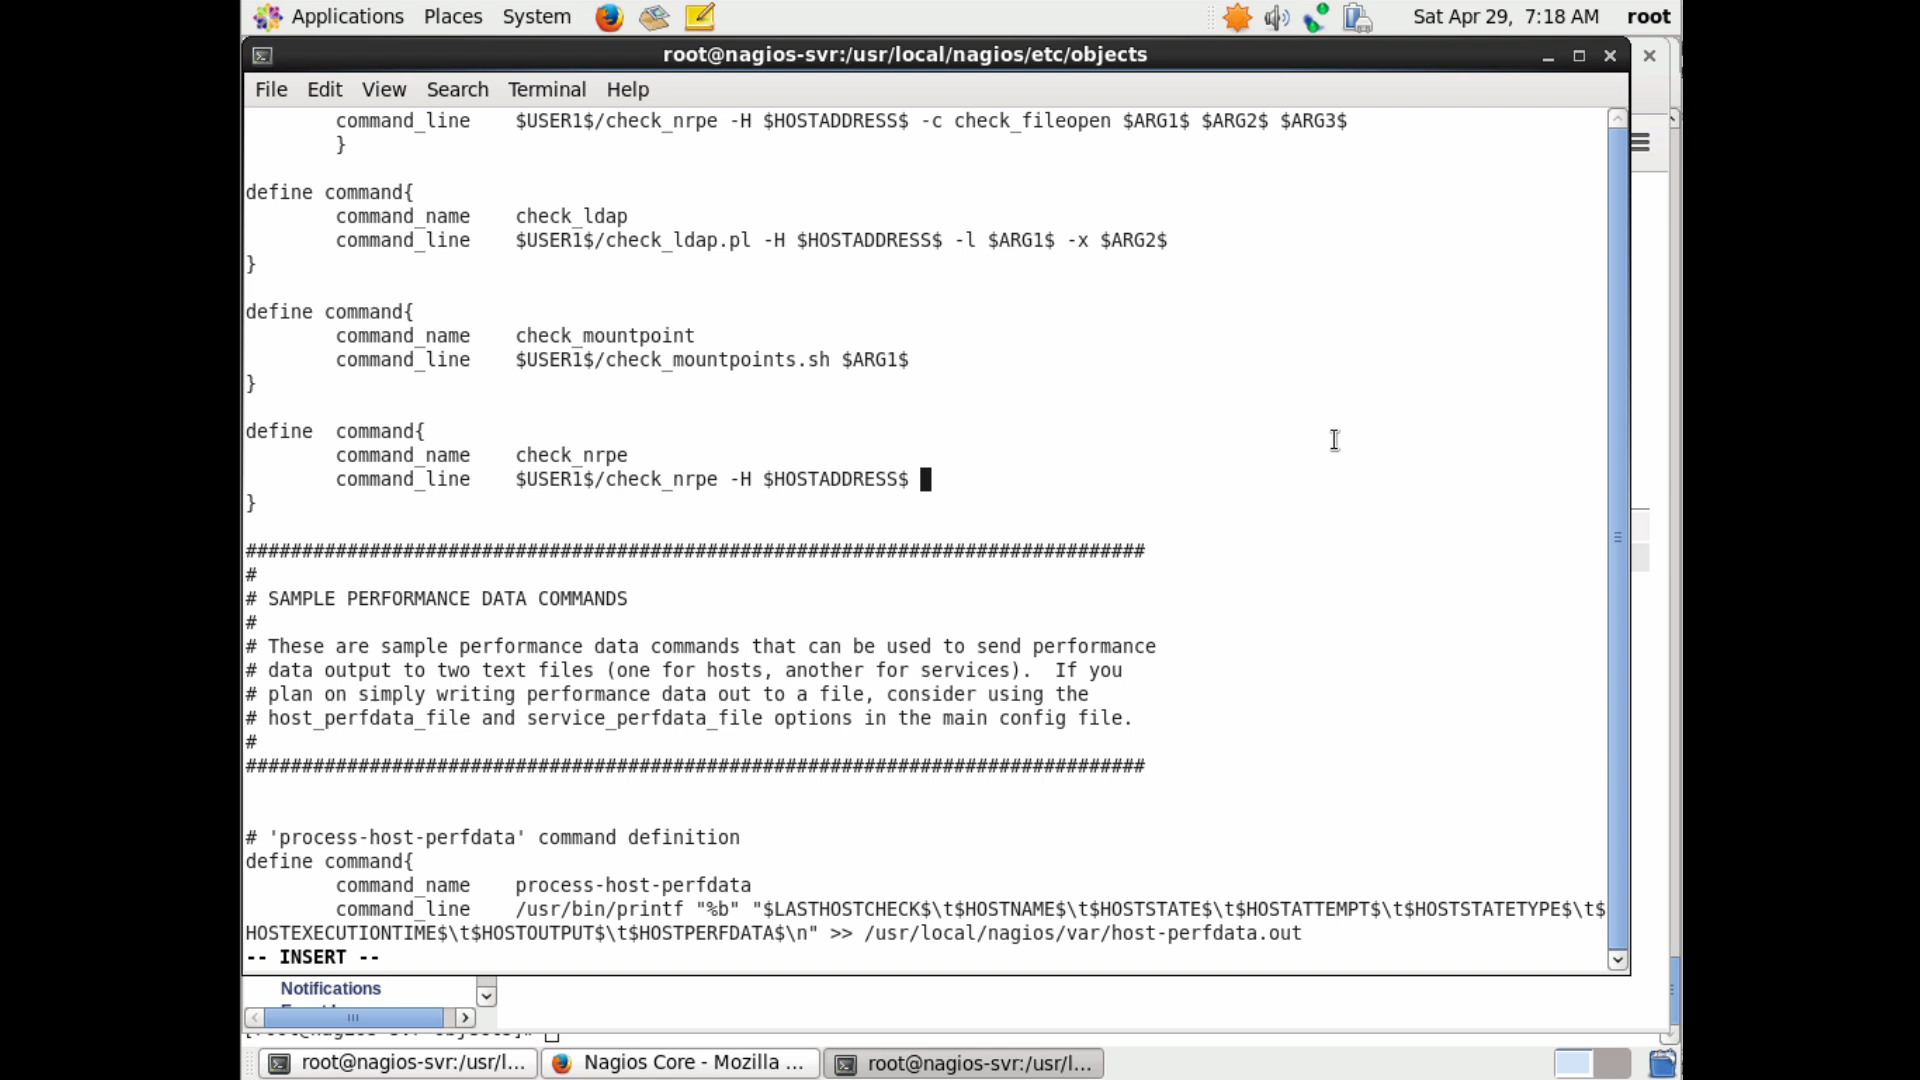 Applications Places System Sat Apr 29, 7:18 AM root
root@nagios-svr:/usr/local/nagios/etc/objects
File Edit View Search Terminal Help
command_line $USER1$/check_nrpe -H $HOSTADDRESS$ -c check_fileopen $ARG1$ $ARG2$ $ARG3$
}
define command{
command_name check_ldap
command_line $USER1$/check_ldap.pl -H $HOSTADDRESS$ -l $ARG1$ -x $ARG2$
}
define command{
command_name check_mountpoint
command_line $USER1$/check_mountpoints.sh $ARG1$
}
define command{
command_name check_nrpe
command_line $USER1$/check_nrpe -H $HOSTADDRESS$
}
################################################################################
#
# SAMPLE PERFORMANCE DATA COMMANDS
#
# These are sample performance data commands that can be used to send performance
# data output to two text files (one for hosts, another for services). If you
# plan on simply writing performance data out to a file, consider using the
# host_perfdata_file and service_perfdata_file options in the main config file.
#
################################################################################
# 'process-host-perfdata' command definition
define command{
command_name process-host-perfdata
command_line /usr/bin/printf "%b" "$LASTHOSTCHECK$\t$HOSTNAME$\t$HOSTSTATE$\t$HOSTATTEMPT$\t$HOSTSTATETYPE$\t$
HOSTEXECUTIONTIME$\t$HOSTOUTPUT$\t$HOSTPERFDATA$\n" >> /usr/local/nagios/var/host-perfdata.out
-- INSERT --
Notifications
root@nagios-svr:/usr/l... Nagios Core - Mozilla ... root@nagios-svr:/usr/l...